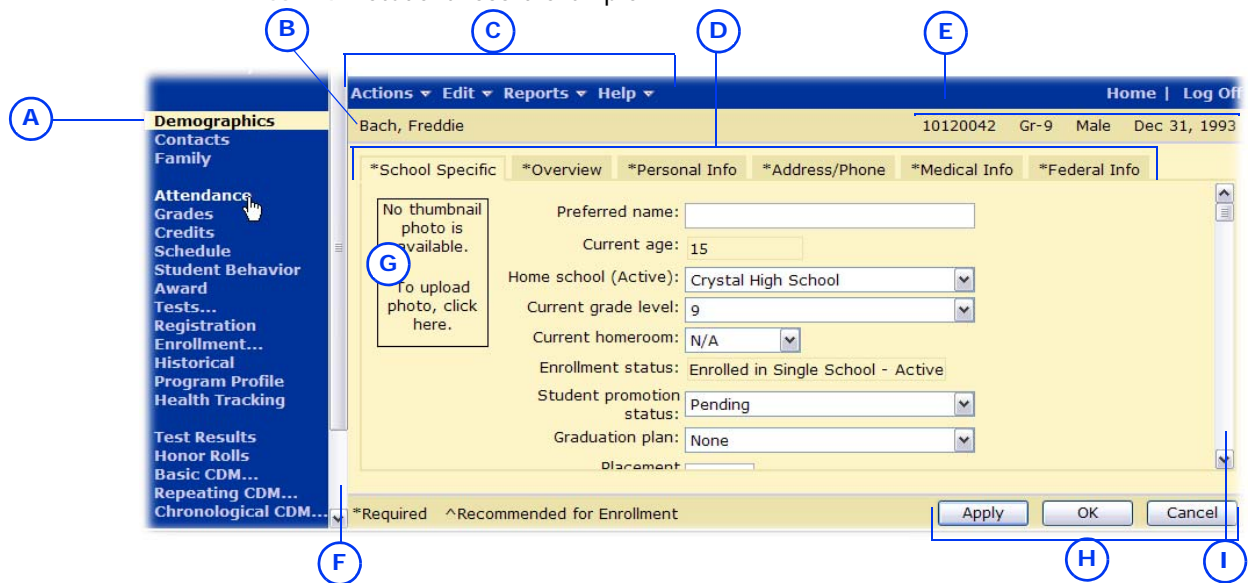 B
C
D
E
A
Actions Edit Reports Help
Home | Log Off
Bach, Freddie
10120042 Gr-9 Male Dec 31, 1993
Demographics
Contacts
Family
Attendance
Grades
Credits
Schedule
Student Behavior
Award
Tests...
Registration
Enrollment...
Historical
Program Profile
Health Tracking
Test Results
Honor Rolls
Basic CDM...
Repeating CDM...
Chronological CDM...
*School Specific *Overview *Personal Info *Address/Phone *Medical Info *Federal Info
No thumbnail
photo is
available.
To upload
photo, click
here.
G
Preferred name:
Current age: 15
Home school (Active): Crystal High School
Current grade level: 9
Current homeroom: N/A
Enrollment status: Enrolled in Single School - Active
Student promotion
status: Pending
Graduation plan: None
Placement
*Required ^Recommended for Enrollment
Apply OK Cancel
F
H
I